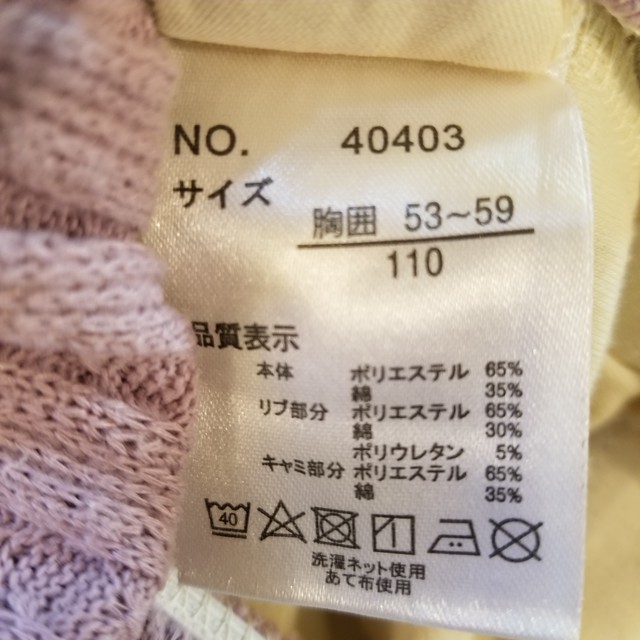 NO. 40403
サイズ
胸囲 53~59
110
品質表示
本体 ポリエステル 65%
綿 35%
リブ部分 ポリエステル 65%
綿 30%
ポリウレタン 5%
キャミ部分 ポリエステル 65%
綿 35%
40
洗濯ネット使用
あて布使用